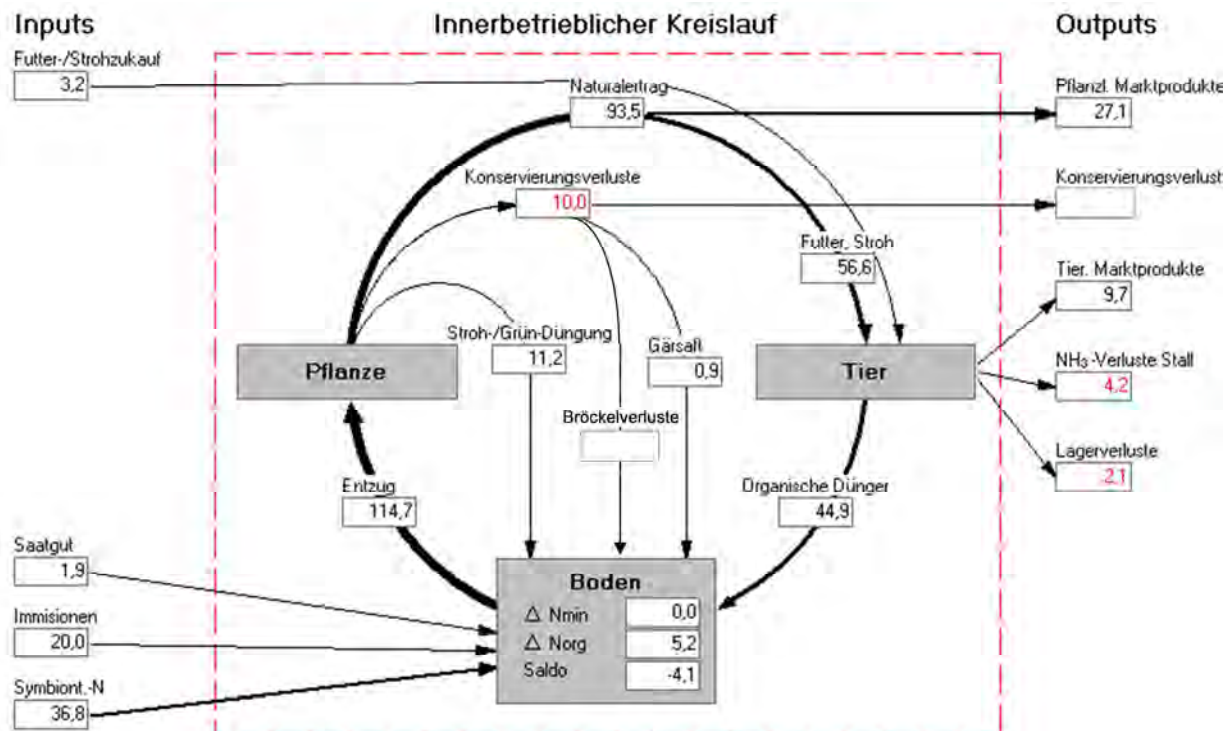 Inputs
Innerbetrieblicher Kreislauf
Outputs
Futter-/Strohzukauf
3,2
Naturalertrag
93,5
Pflanzl. Marktprodukte
27,1
Konservierungsverluste
10,0
Konservierungsverlust
Futter, Stroh
56,6
Tier. Marktprodukte
9,7
Stroh-/Grün-Düngung
11,2
Gärsaft
0,9
Pflanze
Tier
NH₃-Verluste Stall
4,2
Bröckelverluste
Lagerverluste
2,1
Entzug
114,7
Organische Dünger
44,9
Saatgut
1,9
Boden
Δ Nmin 0,0
Δ Norg 5,2
Saldo -4,1
Immisionen
20,0
Symbiont.-N
36,8